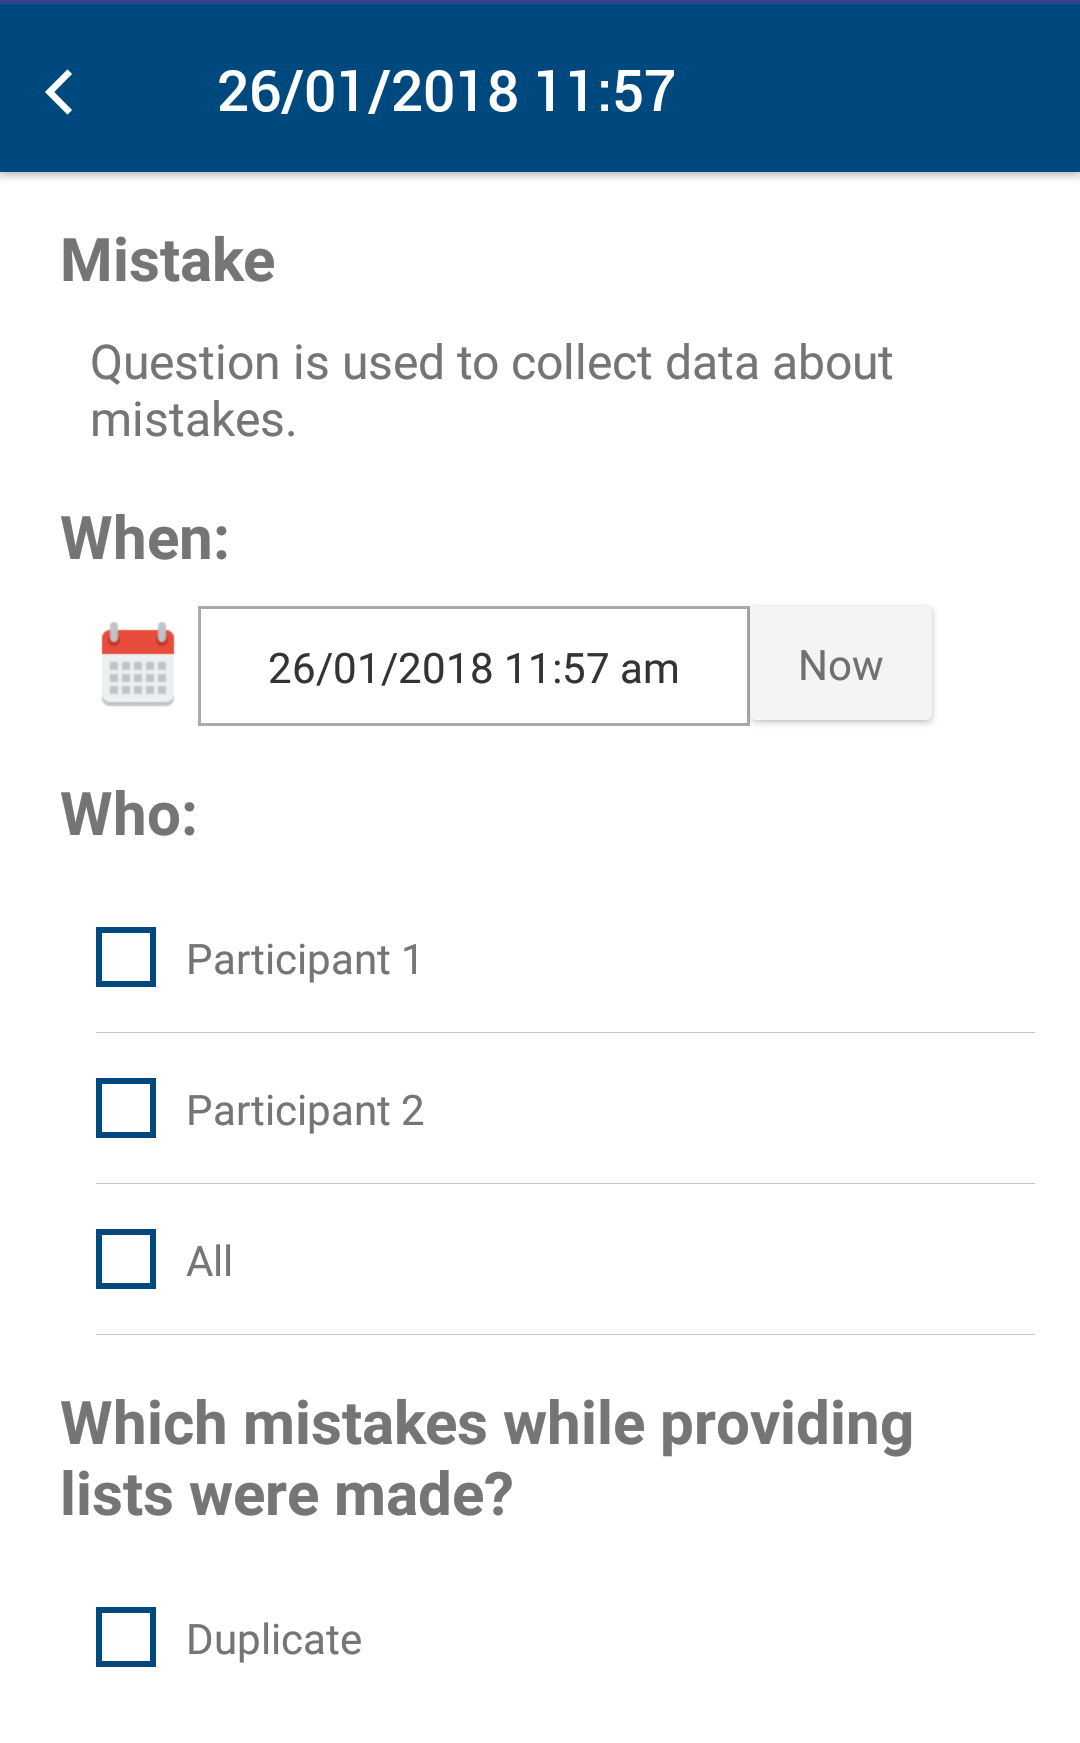 26/01/2018 11:57
Mistake
Question is used to collect data about
mistakes.
When:
26/01/2018 11:57 am
Now
Who:
Participant 1
Participant 2
All
Which mistakes while providing
lists were made?
Duplicate